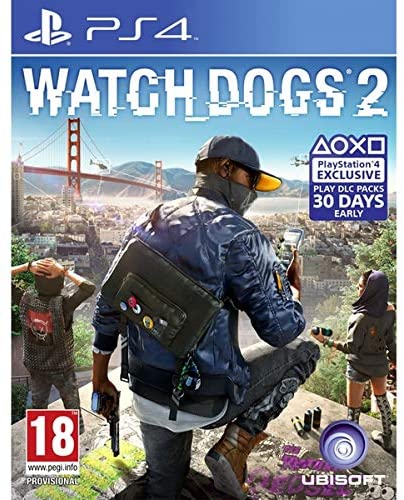 PS4
WATCH_DOGS 2
PlayStation 4
EXCLUSIVE
PLAY DLC PACKS
30 DAYS
EARLY
18
www.pegi.info
PROVISIONAL
UBISOFT